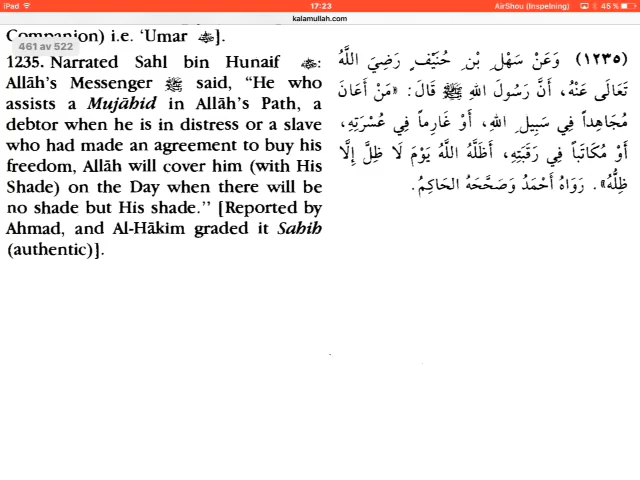 iPad 17:23 AirShou (Inspelning) 45 %
kalamullah.com
Companion) i.e. ‘Umar ﷺ].
461 av 522
1235. Narrated Sahl bin Hunaif :
Allāh's Messenger ﷺ said, “He who
assists a Mujāhid in Allāh's Path, a
debtor when he is in distress or a slave
who had made an agreement to buy his
freedom, Allāh will cover him (with His
Shade) on the Day when there will be
no shade but His shade.’’ [Reported by
Ahmad, and Al-Hākim graded it Sahih
(authentic)].
(١٢٣٥) وَعَنْ سَهْلِ بْنِ حُنَيْفٍ رَضِيَ اللَّهُ
تَعَالَى عَنْهُ، أَنَّ رَسُولَ اللهِ ﷺ قَالَ: «مَنْ أَعَانَ
مُجَاهِداً فِي سَبِيلِ اللهِ، أَوْ غَارِماً فِي عُسْرَتِهِ،
أَوْ مُكَاتَباً فِي رَقَبَتِهِ، أَظَلَّهُ اللَّهُ يَوْمَ لَا ظِلَّ إِلَّا
ظِلُّهُ». رَوَاهُ أَحْمَدُ وَصَحَّحَهُ الحَاكِمُ.